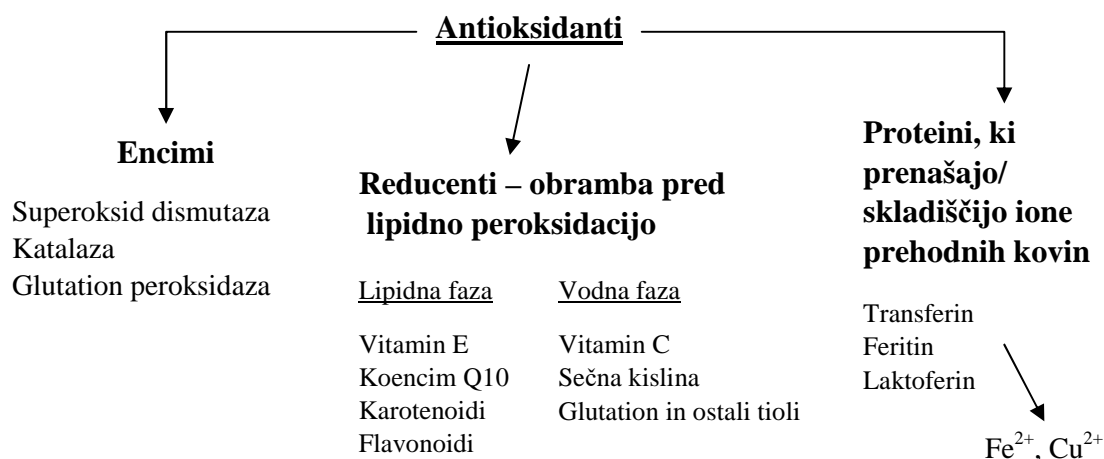 Antioksidanti
Encimi
Superoksid dismutaza
Katalaza
Glutation peroksidaza
Reducenti – obramba pred
lipidno peroksidacijo
Lipidna faza
Vitamin E
Koencim Q10
Karotenoidi
Flavonoidi
Vodna faza
Vitamin C
Sečna kislina
Glutation in ostali tioli
Proteini, ki
prenašajo/
skladiščijo ione
prehodnih kovin
Transferin
Feritin
Laktoferin
Fe²⁺, Cu²⁺